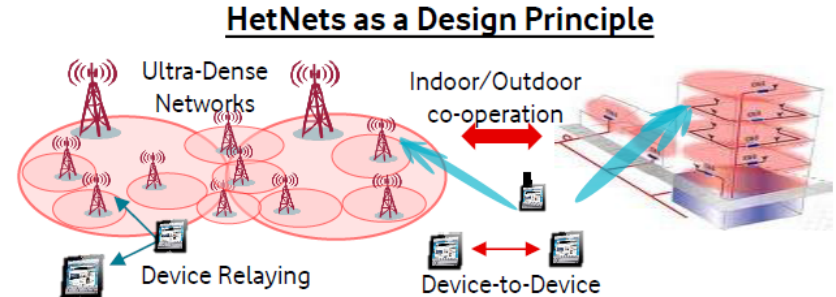 HetNets as a Design Principle
Ultra-Dense
Networks
Indoor/Outdoor
co-operation
Device Relaying
Device-to-Device